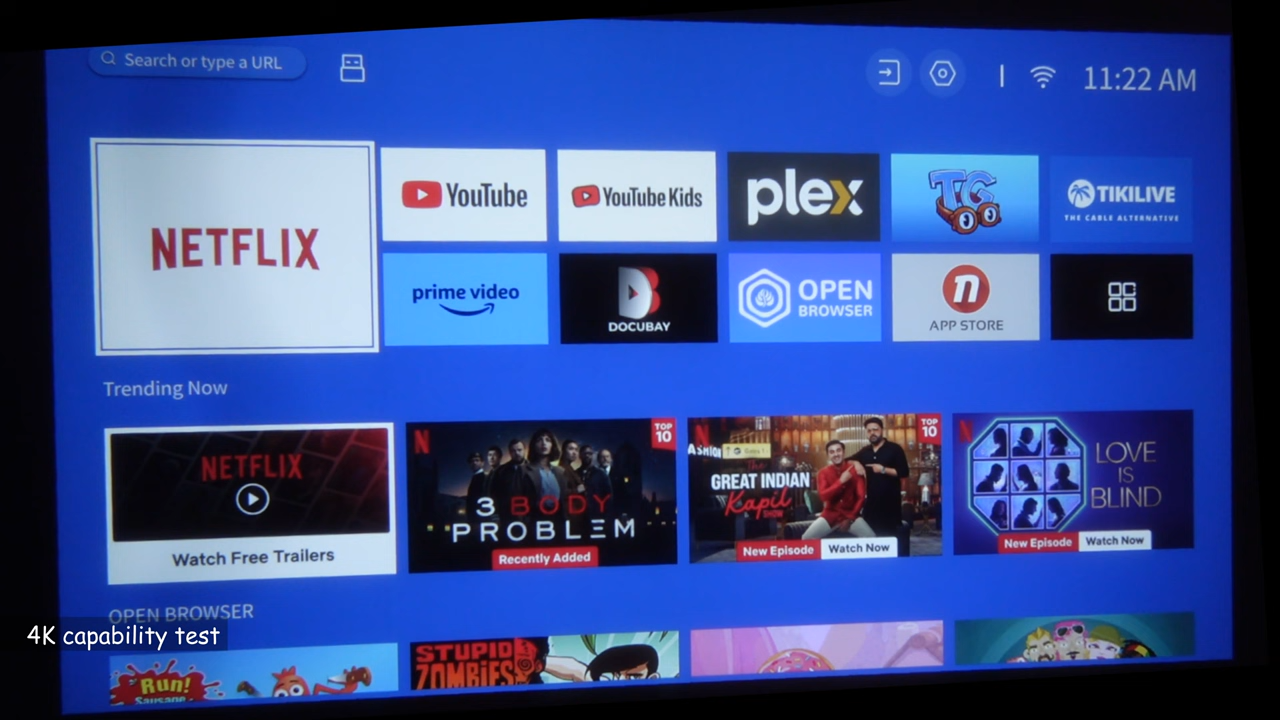 Search or type a URL
11:22 AM
NETFLIX
YouTube
YouTube Kids
plex
TG
TIKILIVE
THE CABLE ALTERNATIVE
prime video
DOCUBAY
OPEN
BROWSER
n
APP STORE
Trending Now
NETFLIX
Watch Free Trailers
N
TOP
10
3 BODY
PROBLEM
Recently Added
N
TOP
10
ASHION
The
GREAT INDIAN
Kapil
SHOW
New Episode
Watch Now
N
LOVE
IS
BLIND
New Episode
Watch Now
OPEN BROWSER
4K capability test
Run!
Sausage
STUPID
ZOMBIES